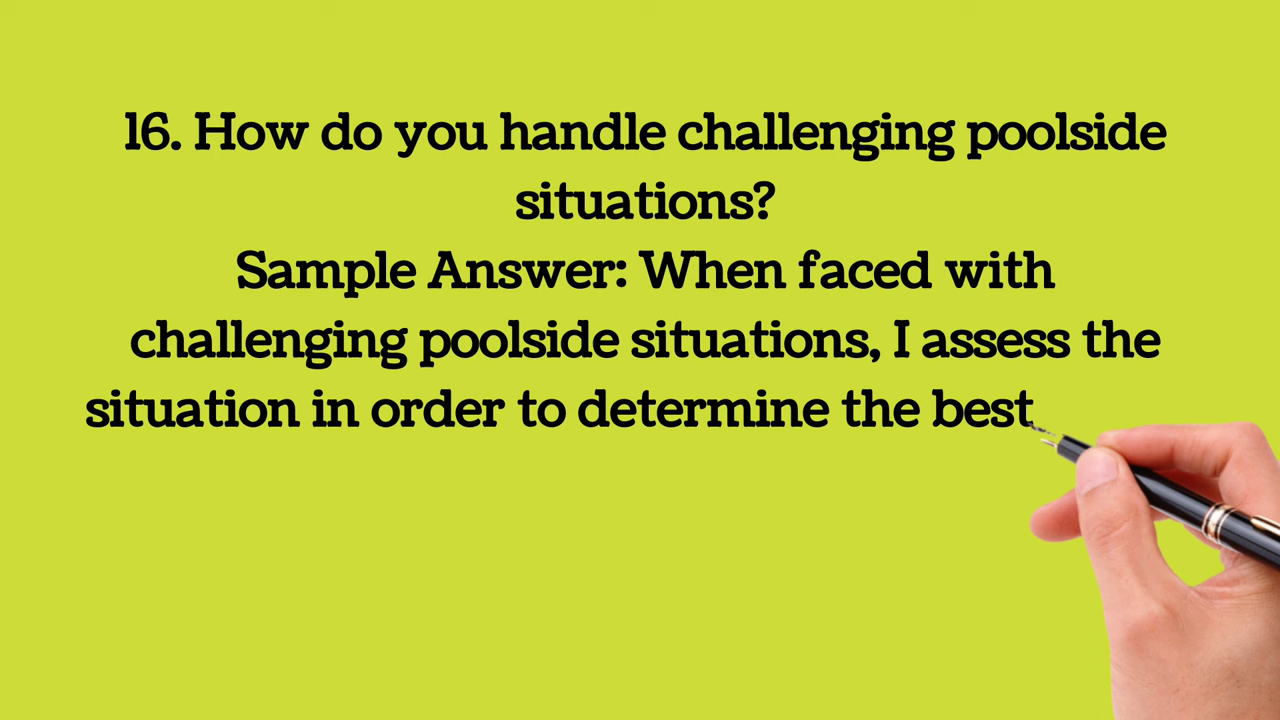 16. How do you handle challenging poolside
situations?
Sample Answer: When faced with
challenging poolside situations, I assess the
situation in order to determine the best